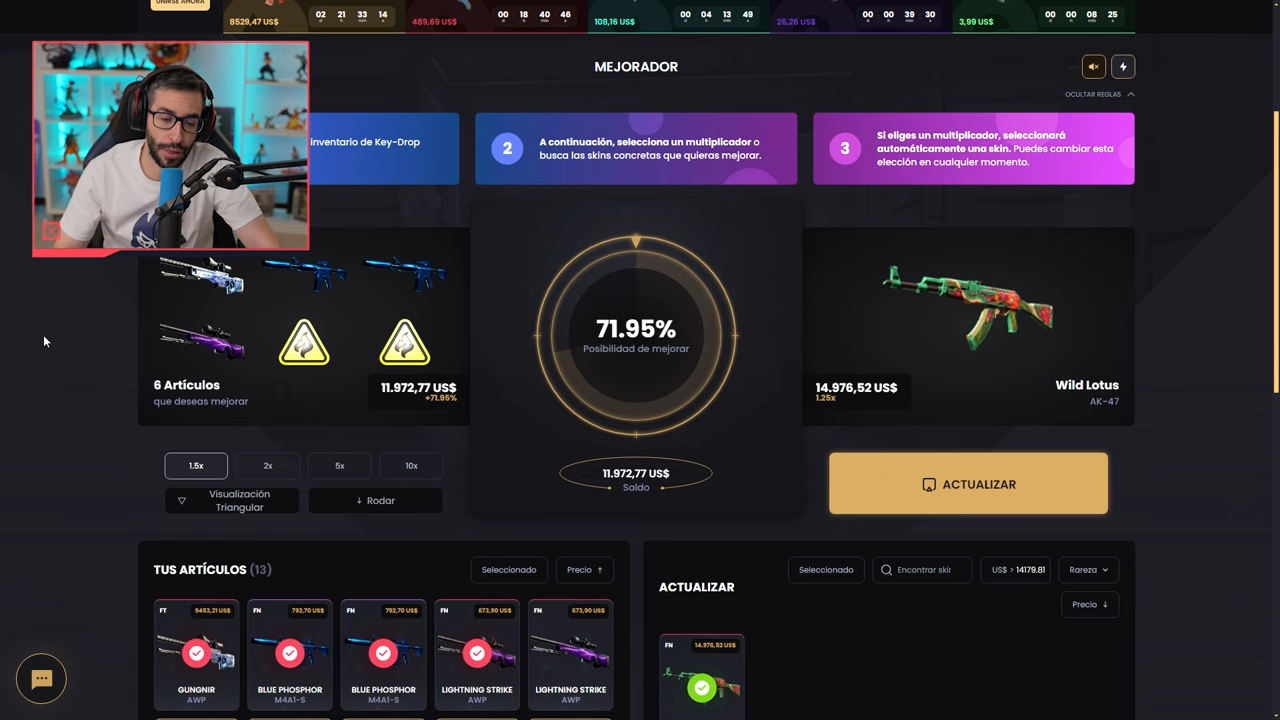 UNIRSE AHORA
8529,47 US$
02 21 53 14
489,69 US$
00 18 40 46
108,16 US$
00 04 13 49
26,26 US$
00 00 39 30
3,99 US$
00 00 08 25
MEJORADOR
OCULTAR REGLAS
inventario de Key-Drop
2
A continuación, selecciona un multiplicador o
busca las skins concretas que quieras mejorar.
3
Si eliges un multiplicador, seleccionará
automáticamente una skin. Puedes cambiar esta
elección en cualquier momento.
71.95%
Posibilidad de mejorar
6 Artículos
que deseas mejorar
11.972,77 US$
+71.95%
14.976,52 US$
1.25x
Wild Lotus
AK-47
1.5x
2x
5x
10x
Visualización
Triangular
Rodar
11.972,77 US$
Saldo
ACTUALIZAR
TUS ARTÍCULOS (13)
Seleccionado
Precio
ACTUALIZAR
Seleccionado
Encontrar skin
US$ > 14179.81
Rareza
Precio
FT
9453,21 US$
GUNGNIR
AWP
FN
792,70 US$
BLUE PHOSPHOR
M4A1-S
FN
792,70 US$
BLUE PHOSPHOR
M4A1-S
FN
673,90 US$
LIGHTNING STRIKE
AWP
FN
673,90 US$
LIGHTNING STRIKE
AWP
FN
14.976,52 US$